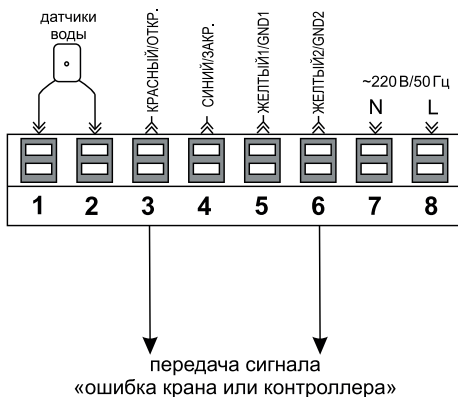 датчики
воды
КРАСНЫЙ/ОТКР.
СИНИЙ/ЗАКР.
ЖЕЛТЫЙ1/GND1
ЖЕЛТЫЙ2/GND2
~220 В/50 Гц
N L
1 2 3 4 5 6 7 8
передача сигнала
«ошибка крана или контроллера»